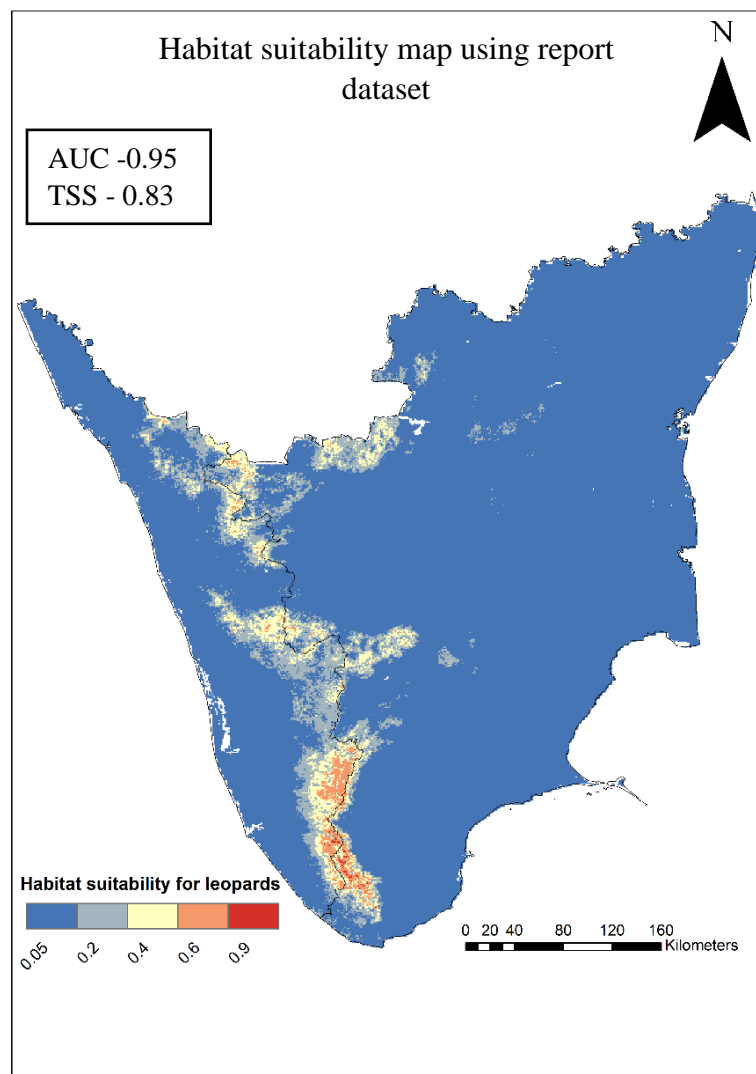 Habitat suitability map using report
dataset
N
AUC -0.95
TSS - 0.83
Habitat suitability for leopards
0.05 0.2 0.4 0.6 0.9
0 20 40 80 120 160
Kilometers